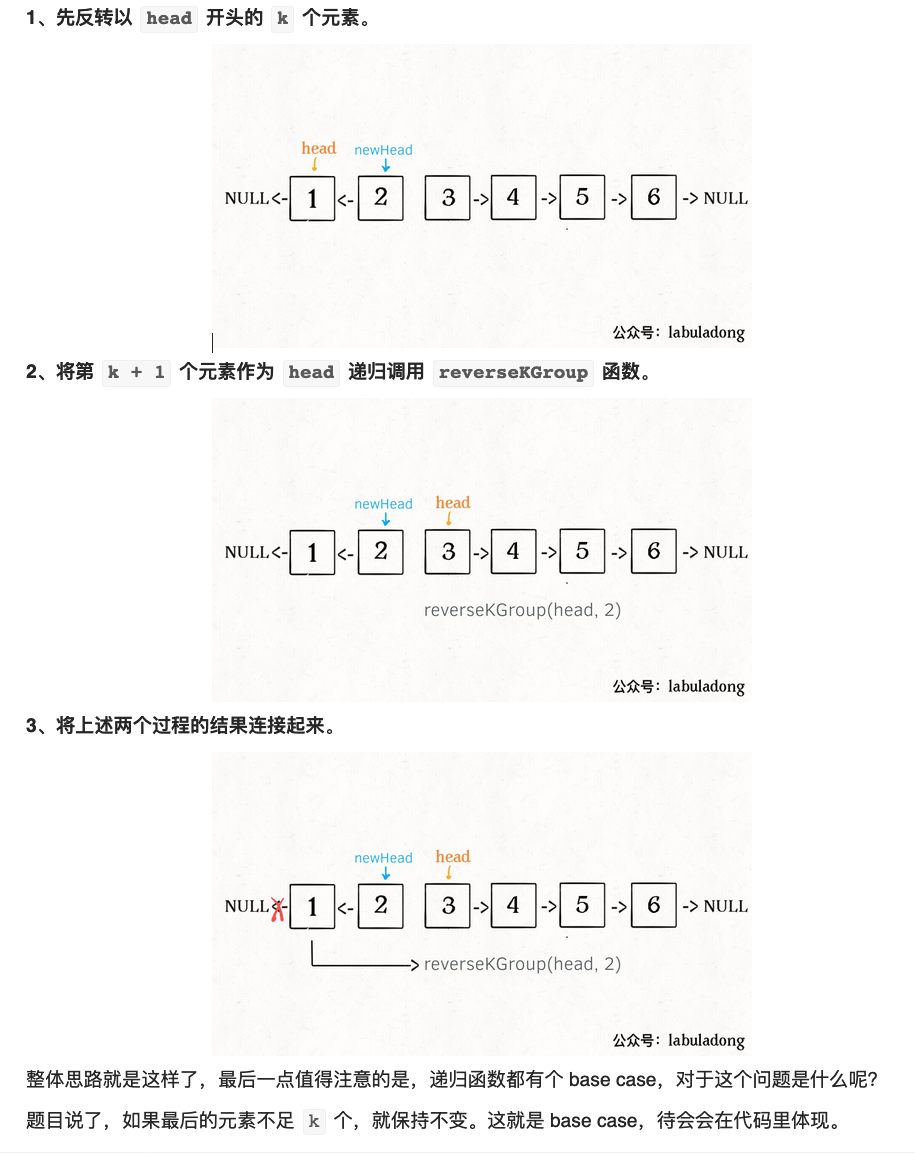 1、先反转以 head 开头的 k 个元素。
head newHead
NULL<- 1 <- 2 3 -> 4 -> 5 -> 6 -> NULL
公众号：labuladong
2、将第 k + 1 个元素作为 head 递归调用 reverseKGroup 函数。
newHead head
NULL<- 1 <- 2 3 -> 4 -> 5 -> 6 -> NULL
reverseKGroup(head, 2)
公众号：labuladong
3、将上述两个过程的结果连接起来。
newHead head
NULL<- 1 <- 2 3 -> 4 -> 5 -> 6 -> NULL
reverseKGroup(head, 2)
公众号：labuladong
整体思路就是这样了，最后一点值得注意的是，递归函数都有个 base case，对于这个问题是什么呢？
题目说了，如果最后的元素不足 k 个，就保持不变。这就是 base case，待会会在代码里体现。